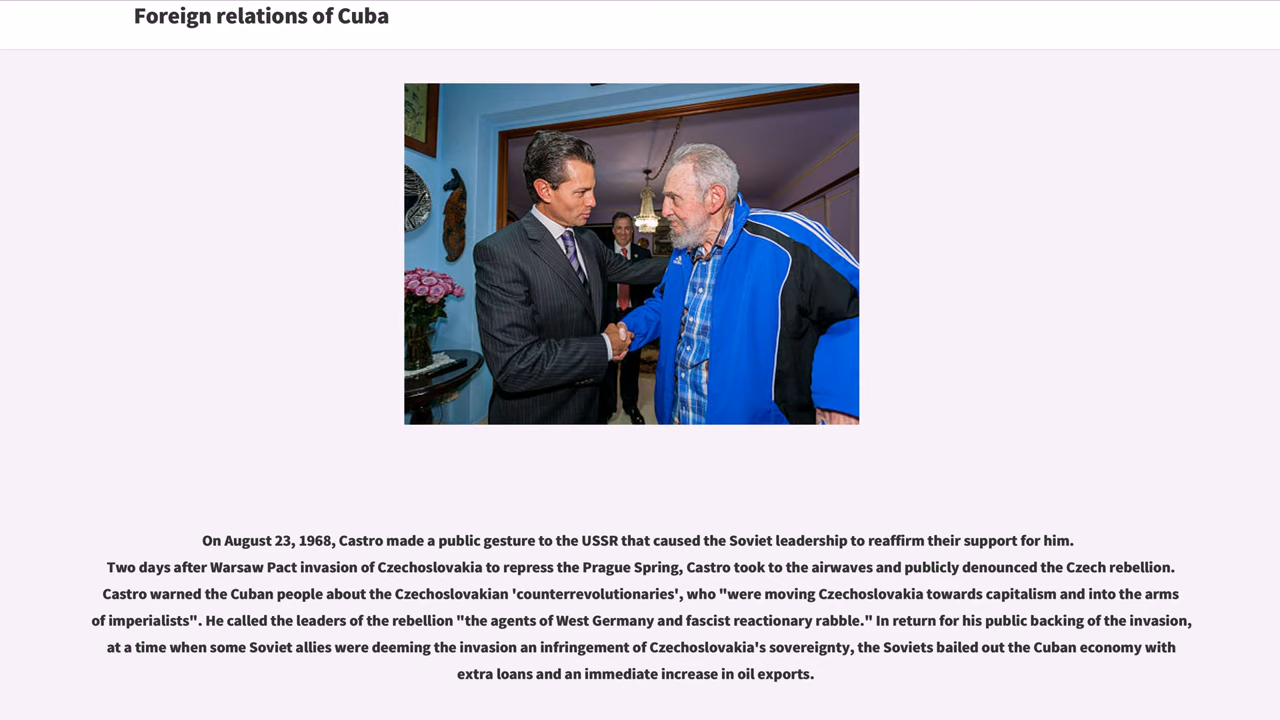 Foreign relations of Cuba
On August 23, 1968, Castro made a public gesture to the USSR that caused the Soviet leadership to reaffirm their support for him.
Two days after Warsaw Pact invasion of Czechoslovakia to repress the Prague Spring, Castro took to the airwaves and publicly denounced the Czech rebellion.
Castro warned the Cuban people about the Czechoslovakian 'counterrevolutionaries', who "were moving Czechoslovakia towards capitalism and into the arms
of imperialists". He called the leaders of the rebellion "the agents of West Germany and fascist reactionary rabble." In return for his public backing of the invasion,
at a time when some Soviet allies were deeming the invasion an infringement of Czechoslovakia's sovereignty, the Soviets bailed out the Cuban economy with
extra loans and an immediate increase in oil exports.